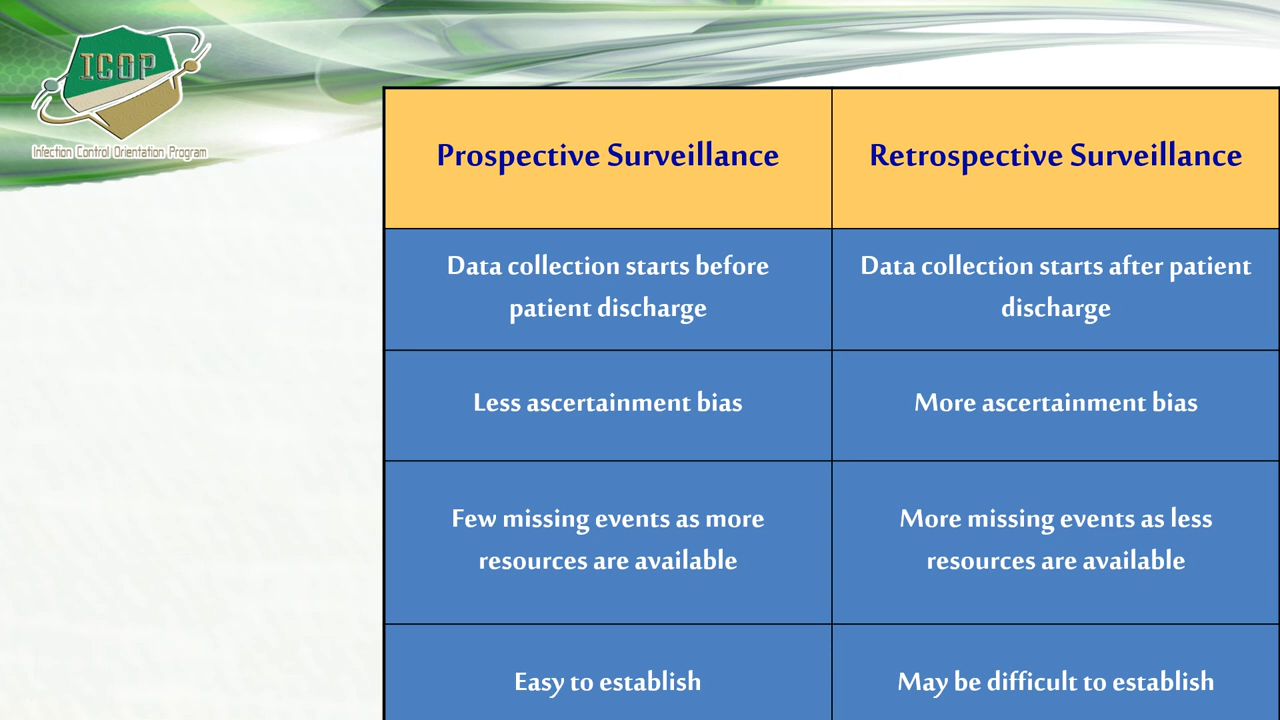 ICOP
Infection Control Orientation Program
Prospective Surveillance
Retrospective Surveillance
Data collection starts before
patient discharge
Data collection starts after patient
discharge
Less ascertainment bias
More ascertainment bias
Few missing events as more
resources are available
More missing events as less
resources are available
Easy to establish
May be difficult to establish